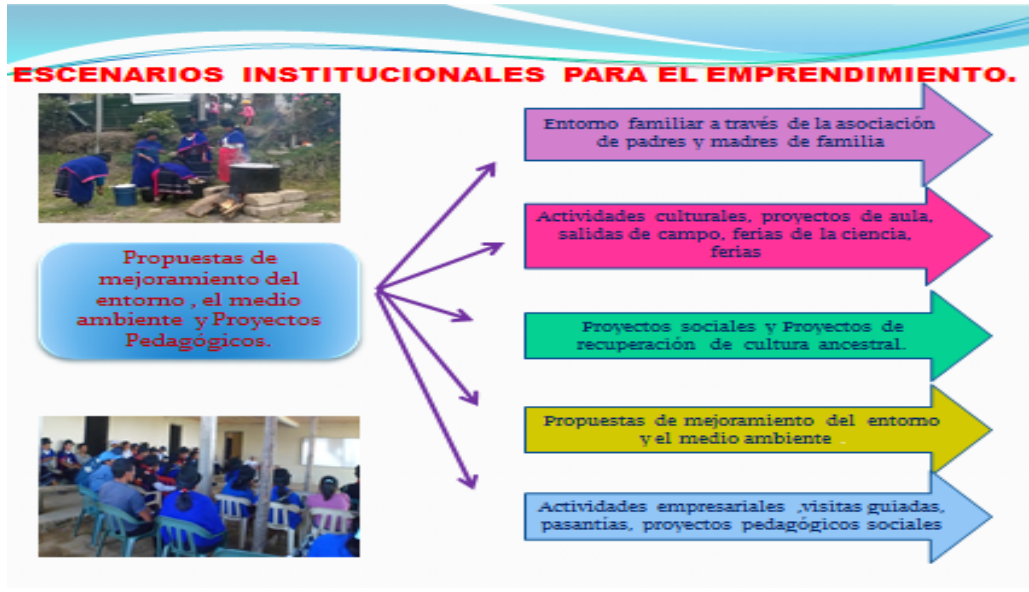 ESCENARIOS INSTITUCIONALES PARA EL EMPRENDIMIENTO.
Propuestas de
mejoramiento del
entorno , el medio
ambiente y Proyectos
Pedagógicos.
Entorno familiar a través de la asociación
de padres y madres de familia
Actividades culturales, proyectos de aula,
salidas de campo, ferias de la ciencia,
ferias
Proyectos sociales y Proyectos de
recuperación de cultura ancestral.
Propuestas de mejoramiento del entorno
y el medio ambiente .
Actividades empresariales ,visitas guiadas,
pasantías, proyectos pedagógicos sociales